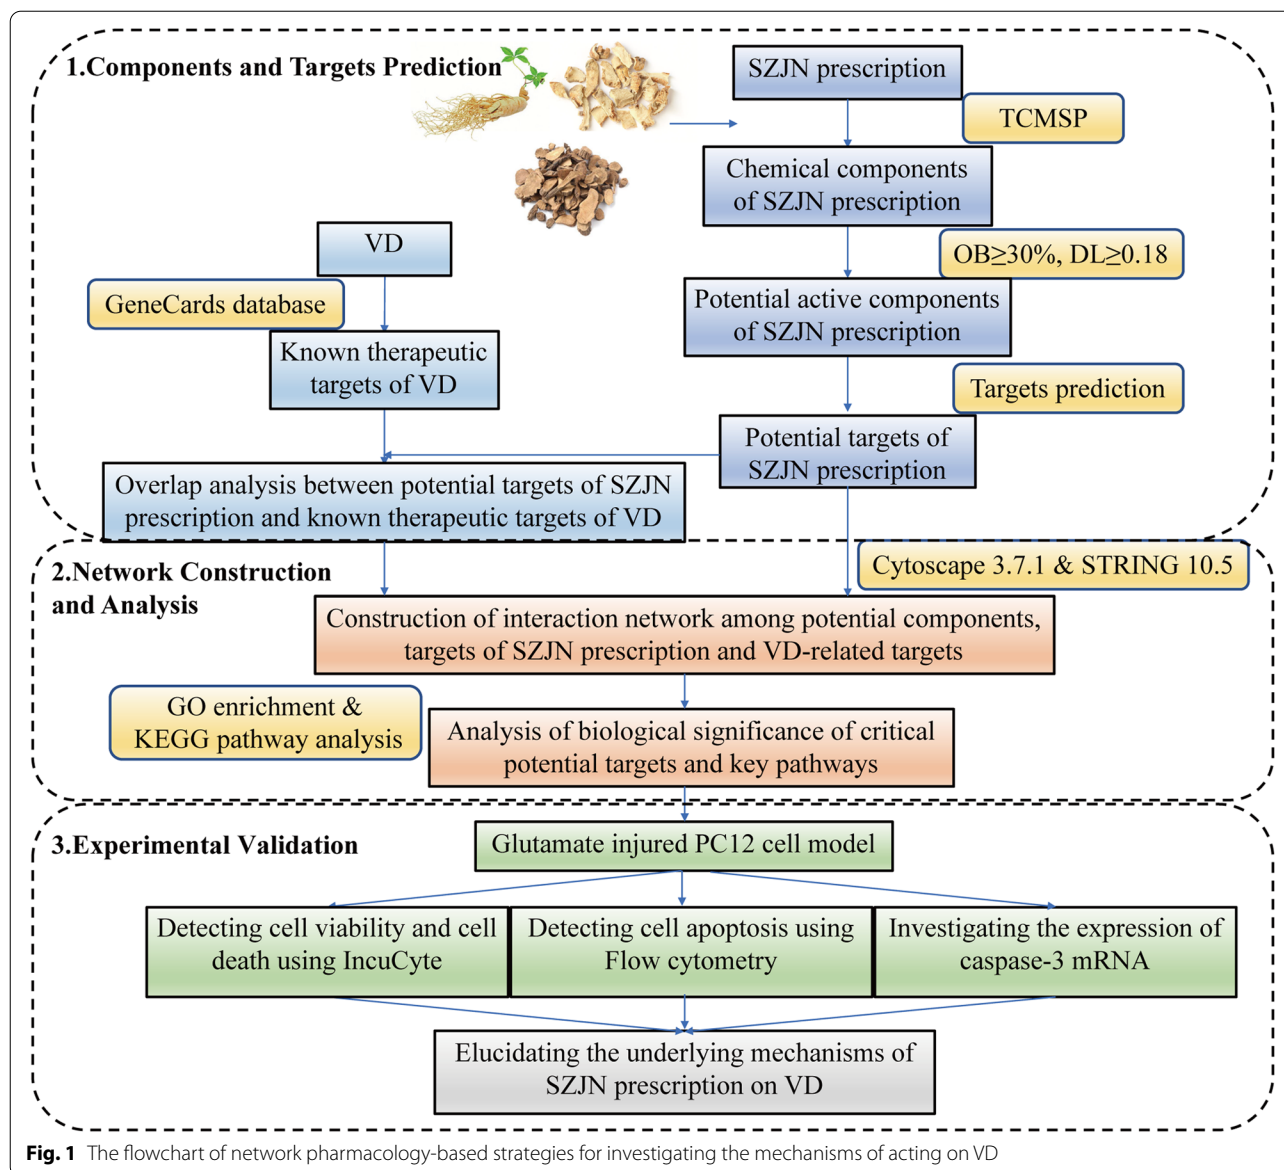 1.Components and Targets Prediction
SZJN prescription
TCMSP
Chemical components
of SZJN prescription
OB≥30%, DL≥0.18
VD
GeneCards database
Potential active components
of SZJN prescription
Known therapeutic
targets of VD
Targets prediction
Potential targets of
SZJN prescription
Overlap analysis between potential targets of SZJN
prescription and known therapeutic targets of VD
2.Network Construction
and Analysis
Cytoscape 3.7.1 & STRING 10.5
Construction of interaction network among potential components,
targets of SZJN prescription and VD-related targets
GO enrichment &
KEGG pathway analysis
Analysis of biological significance of critical
potential targets and key pathways
3.Experimental Validation
Glutamate injured PC12 cell model
Detecting cell viability and cell
death using IncuCyte
Detecting cell apoptosis using
Flow cytometry
Investigating the expression of
caspase-3 mRNA
Elucidating the underlying mechanisms of
SZJN prescription on VD
Fig. 1 The flowchart of network pharmacology-based strategies for investigating the mechanisms of acting on VD